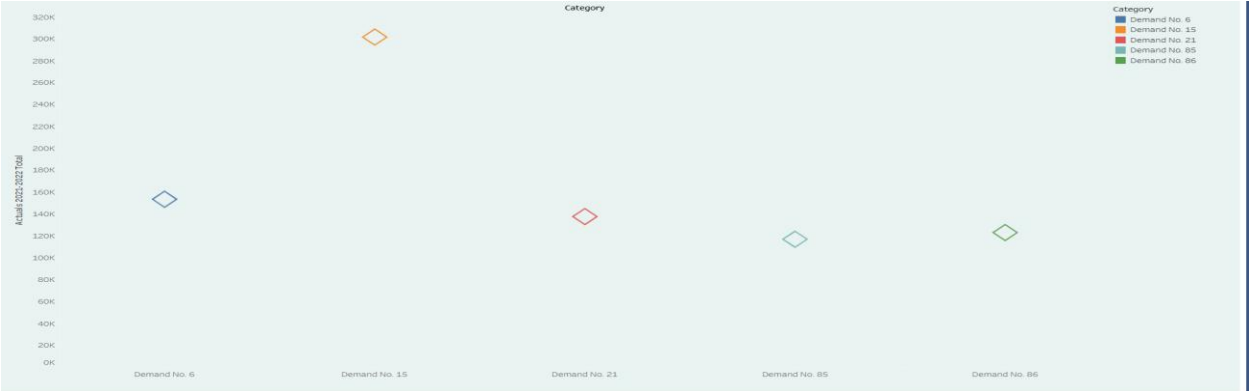 Category
Category
Demand No. 6
Demand No. 15
Demand No. 21
Demand No. 85
Demand No. 86
Actuals 2021-2022 Total
320K
300K
280K
260K
240K
220K
200K
180K
160K
140K
120K
100K
80K
60K
40K
20K
0K
Demand No. 6
Demand No. 15
Demand No. 21
Demand No. 85
Demand No. 86